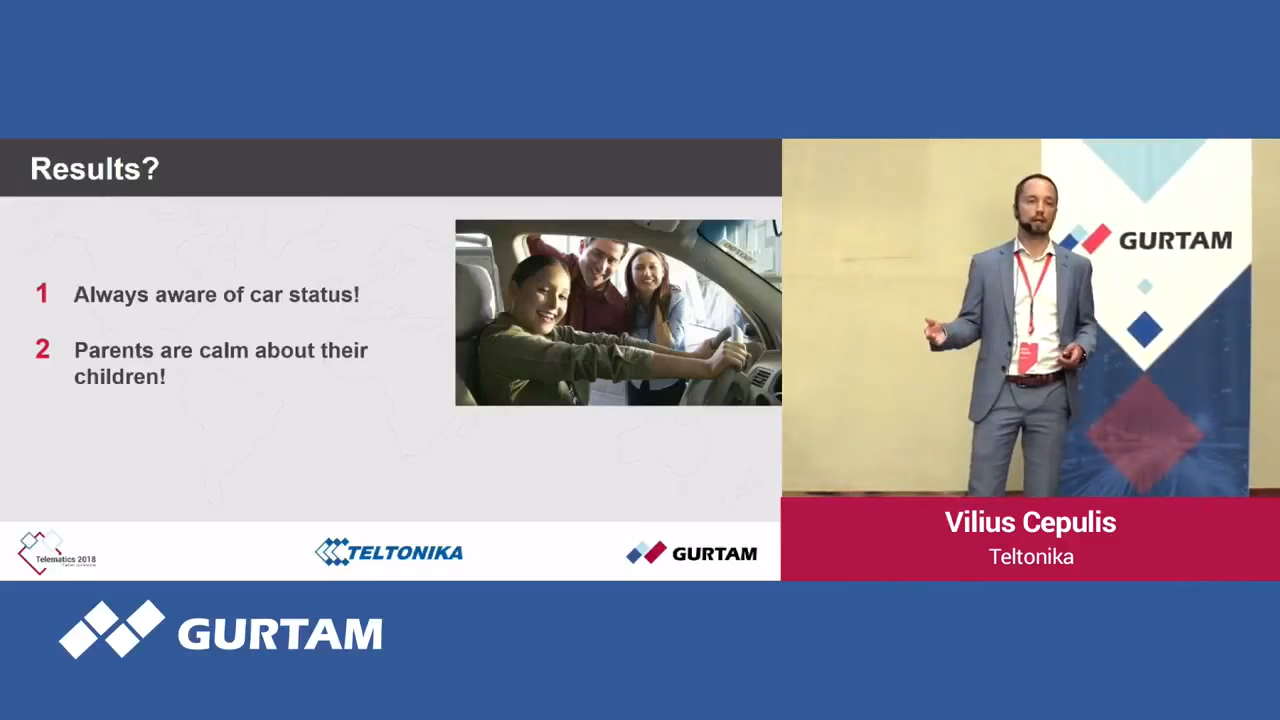 Results?
1 Always aware of car status!
2 Parents are calm about their
children!
GURTAM
Vilius Cepulis
Teltonika
Telematics 2018
TELTONIKA
GURTAM
GURTAM